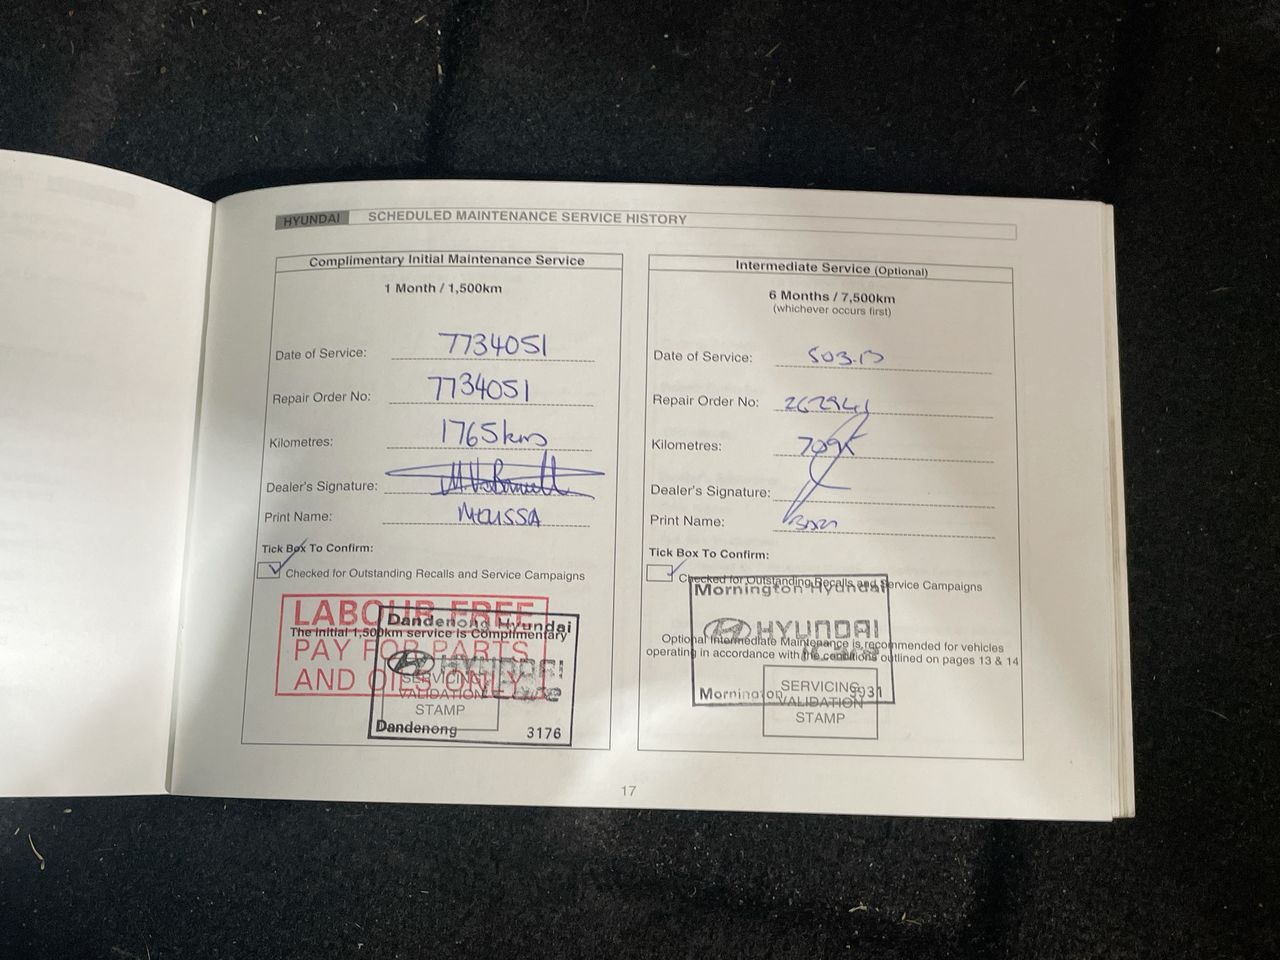 HYUNDAI SCHEDULED MAINTENANCE SERVICE HISTORY
Complimentary Initial Maintenance Service
1 Month / 1,500km
Date of Service: 7734051
Repair Order No: 7734051
Kilometres: 1765km
Dealer's Signature:
Print Name:
Tick Box To Confirm:
Checked for Outstanding Recalls and Service Campaigns
LABOUR FREE
The initial 1,500km service is Complimentary
PAY FOR PARTS
AND OILS ONLY
Dandenong Hyundai
HYUNDAI
iCare
Dandenong 3176
SERVICING
VALIDATION
STAMP
Intermediate Service (Optional)
6 Months / 7,500km
(whichever occurs first)
Date of Service:
Repair Order No:
Kilometres:
Dealer's Signature:
Print Name:
Tick Box To Confirm:
Checked for Outstanding Recalls and Service Campaigns
Mornington Hyundai
HYUNDAI
iCare
Mornington 3931
Optional Intermediate Maintenance is recommended for vehicles
operating in accordance with the conditions outlined on pages 13 & 14
SERVICING
VALIDATION
STAMP
17